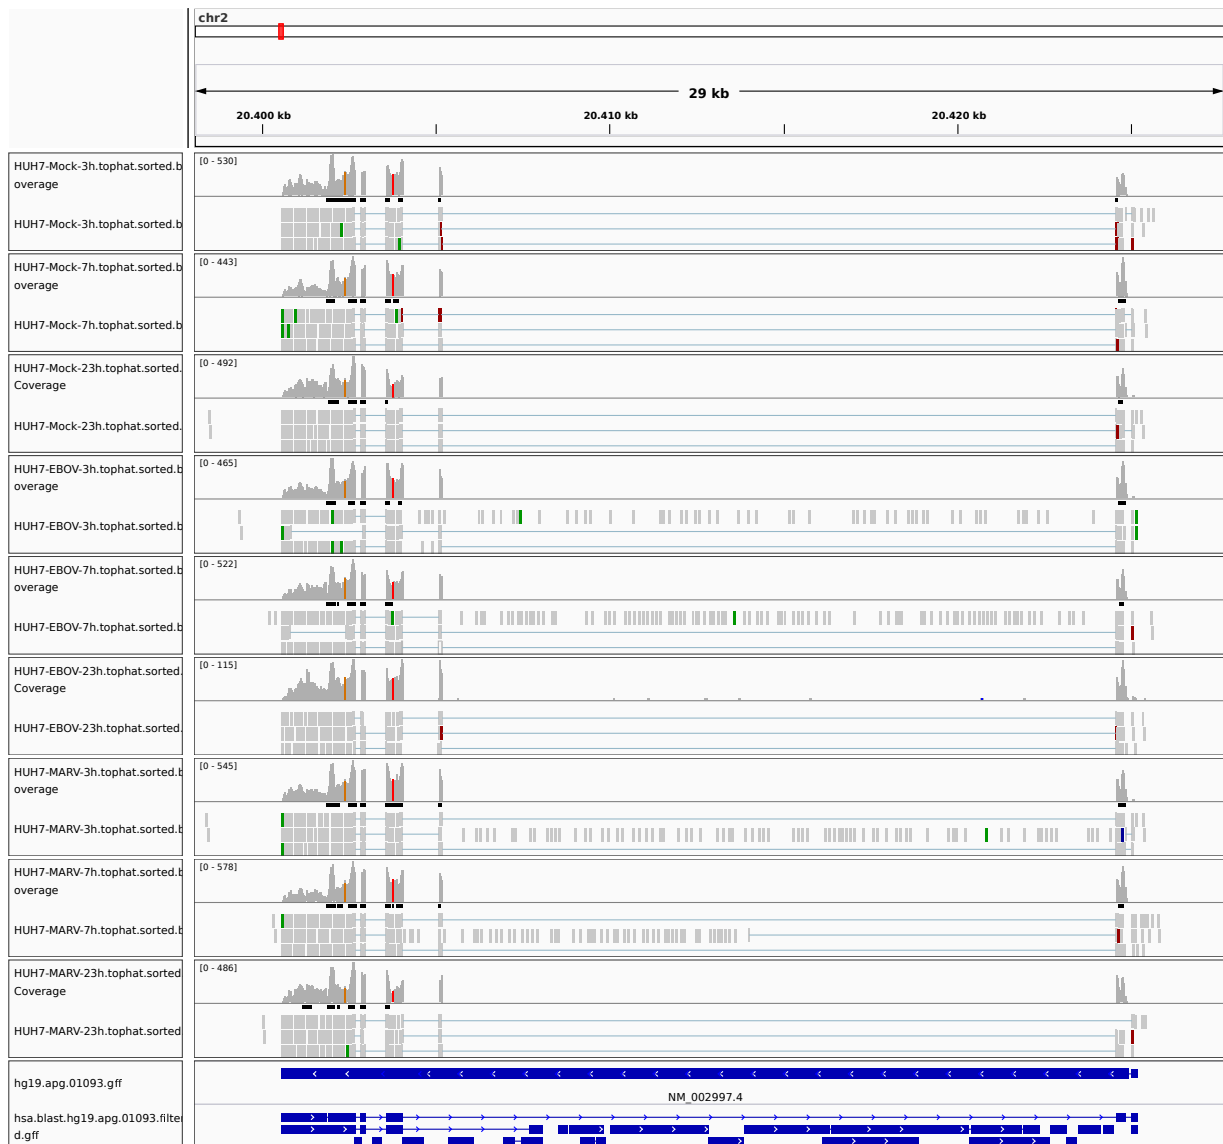 chr2
29 kb
20.400 kb
20.410 kb
20.420 kb
HUH7-Mock-3h.tophat.sorted.b
overage
[0 - 530]
HUH7-Mock-3h.tophat.sorted.b
HUH7-Mock-7h.tophat.sorted.b
overage
[0 - 443]
HUH7-Mock-7h.tophat.sorted.b
HUH7-Mock-23h.tophat.sorted.
Coverage
[0 - 492]
HUH7-Mock-23h.tophat.sorted.
HUH7-EBOV-3h.tophat.sorted.b
overage
[0 - 465]
HUH7-EBOV-3h.tophat.sorted.b
HUH7-EBOV-7h.tophat.sorted.b
overage
[0 - 522]
HUH7-EBOV-7h.tophat.sorted.b
HUH7-EBOV-23h.tophat.sorted.
Coverage
[0 - 115]
HUH7-EBOV-23h.tophat.sorted.
HUH7-MARV-3h.tophat.sorted.b
overage
[0 - 545]
HUH7-MARV-3h.tophat.sorted.b
HUH7-MARV-7h.tophat.sorted.b
overage
[0 - 578]
HUH7-MARV-7h.tophat.sorted.b
HUH7-MARV-23h.tophat.sorted
Coverage
[0 - 486]
HUH7-MARV-23h.tophat.sorted
hg19.apg.01093.gff
NM_002997.4
hsa.blast.hg19.apg.01093.filte
d.gff